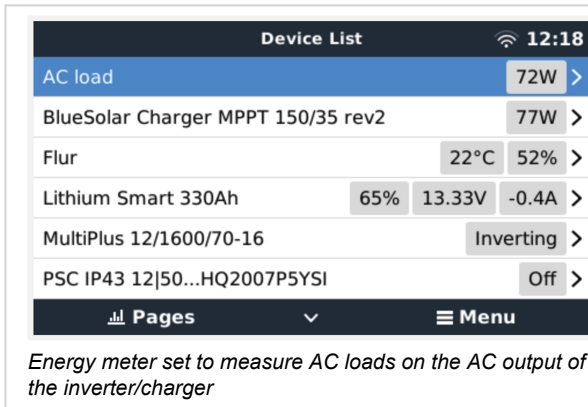 Device List 12:18
AC load 72W
BlueSolar Charger MPPT 150/35 rev2 77W
Flur 22°C 52%
Lithium Smart 330Ah 65% 13.33V -0.4A
MultiPlus 12/1600/70-16 Inverting
PSC IP43 12|50...HQ2007P5YSI Off
Pages Menu
Energy meter set to measure AC loads on the AC output of
the inverter/charger